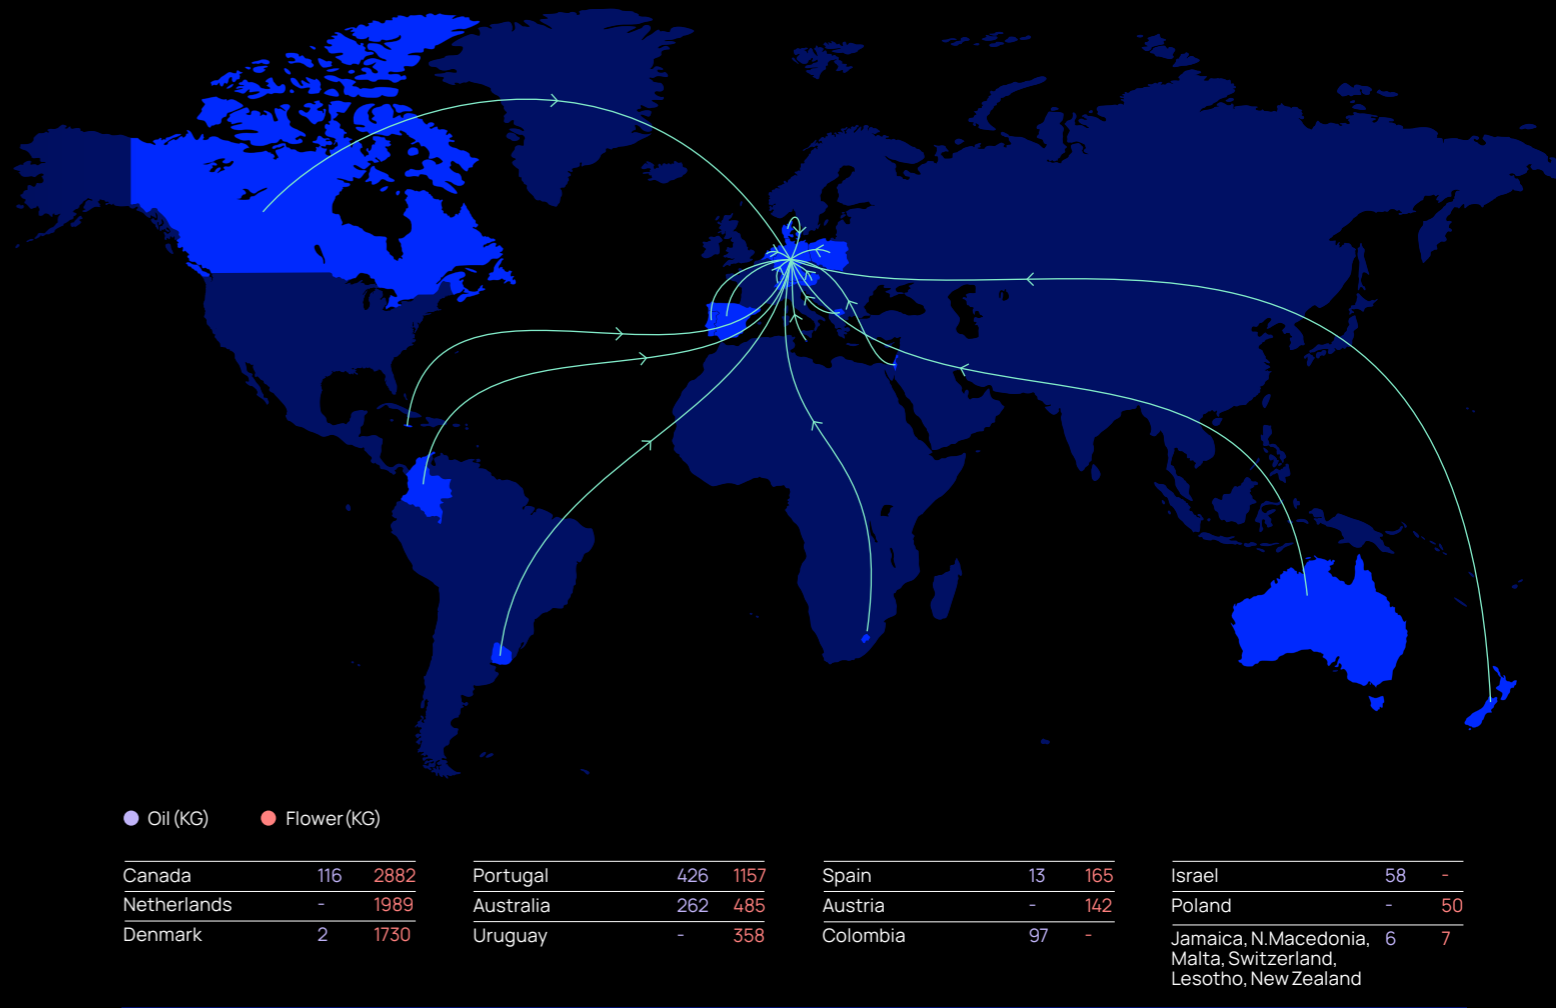 Oil (KG) Flower (KG)
Canada 116 2882
Netherlands - 1989
Denmark 2 1730
Portugal 426 1157
Australia 262 485
Uruguay - 358
Spain 13 165
Austria - 142
Colombia 97 -
Israel 58 -
Poland - 50
Jamaica, N.Macedonia, 6 7
Malta, Switzerland,
Lesotho, New Zealand